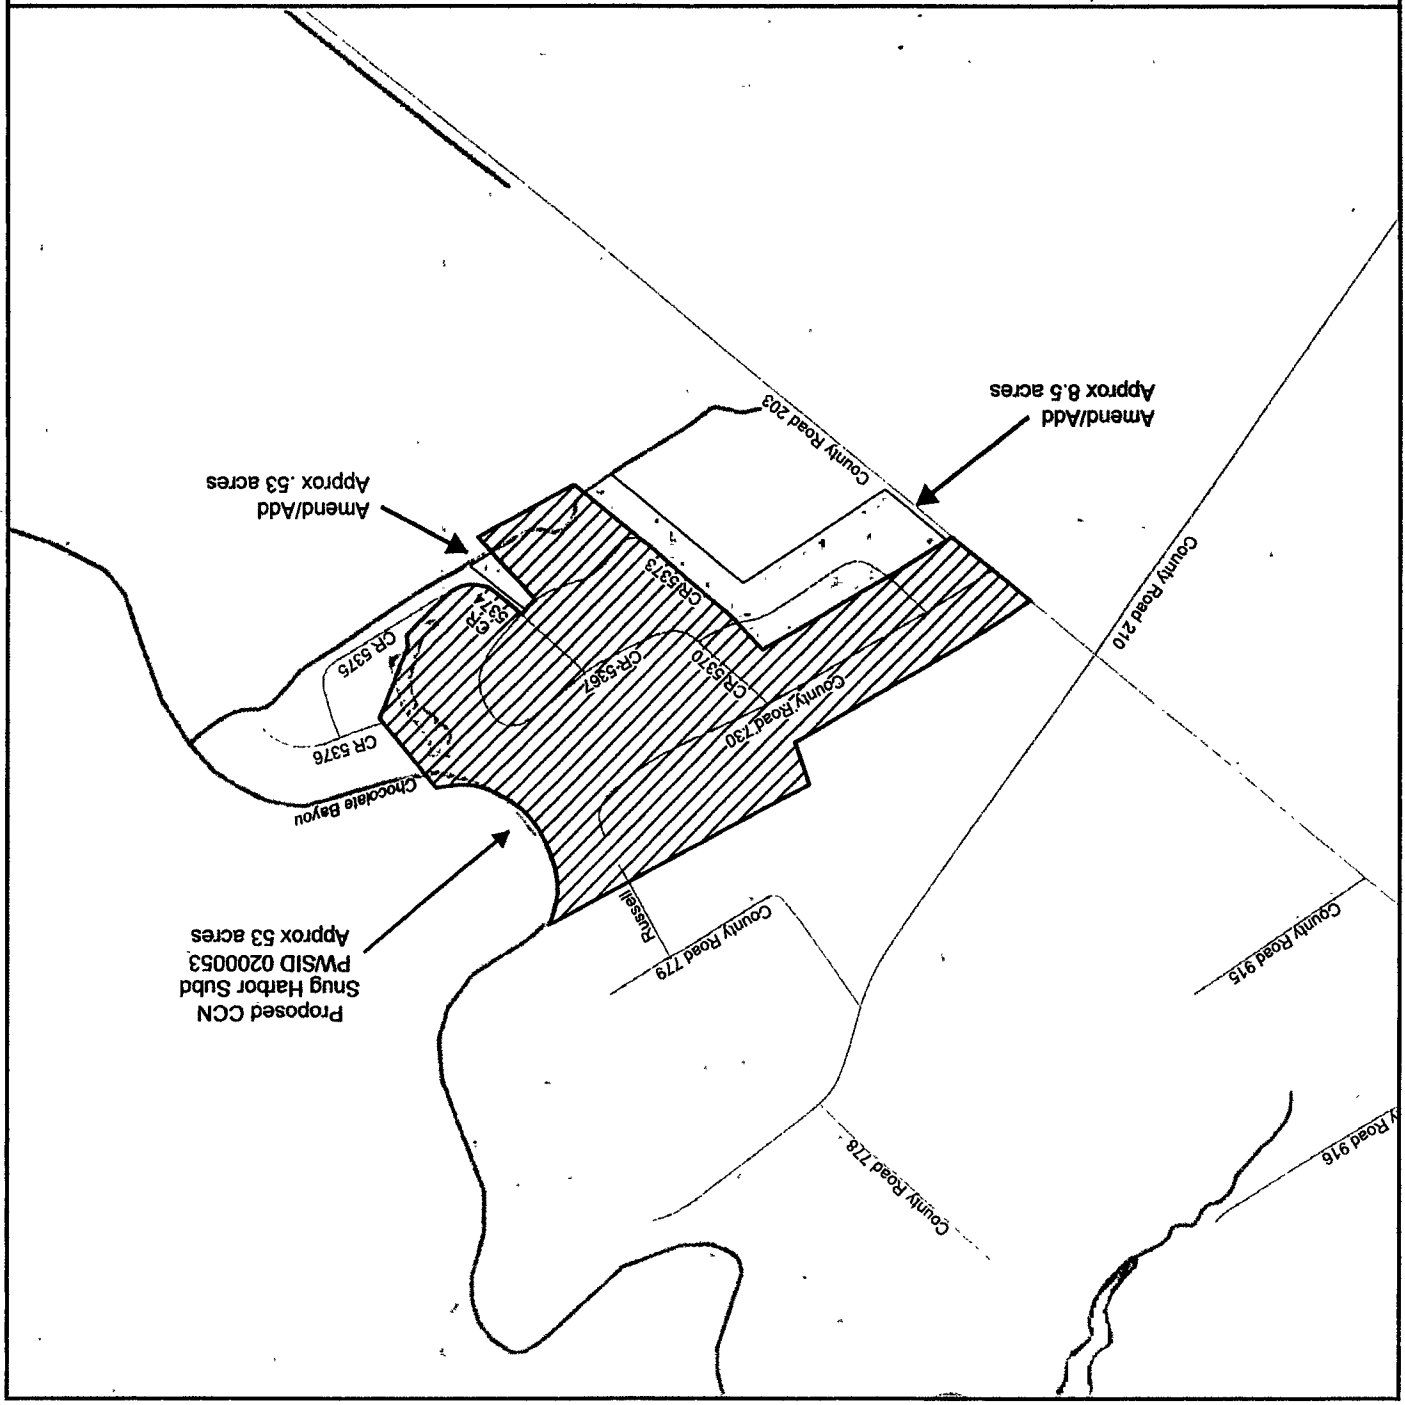 y Road 916
County Road 778
Proposed CCN
Snug Harbor Subd
PWSID 0200053
Approx 53 acres
County Road 915
County Road 779
Russell
Chocolate Bayou
CR 5376
County Road 730
CR 5370
CR 5367
CR 5375
CR 5374
CR 5373
County Road 210
Amend/Add
Approx .53 acres
County Road 203
Amend/Add
Approx 8.5 acres